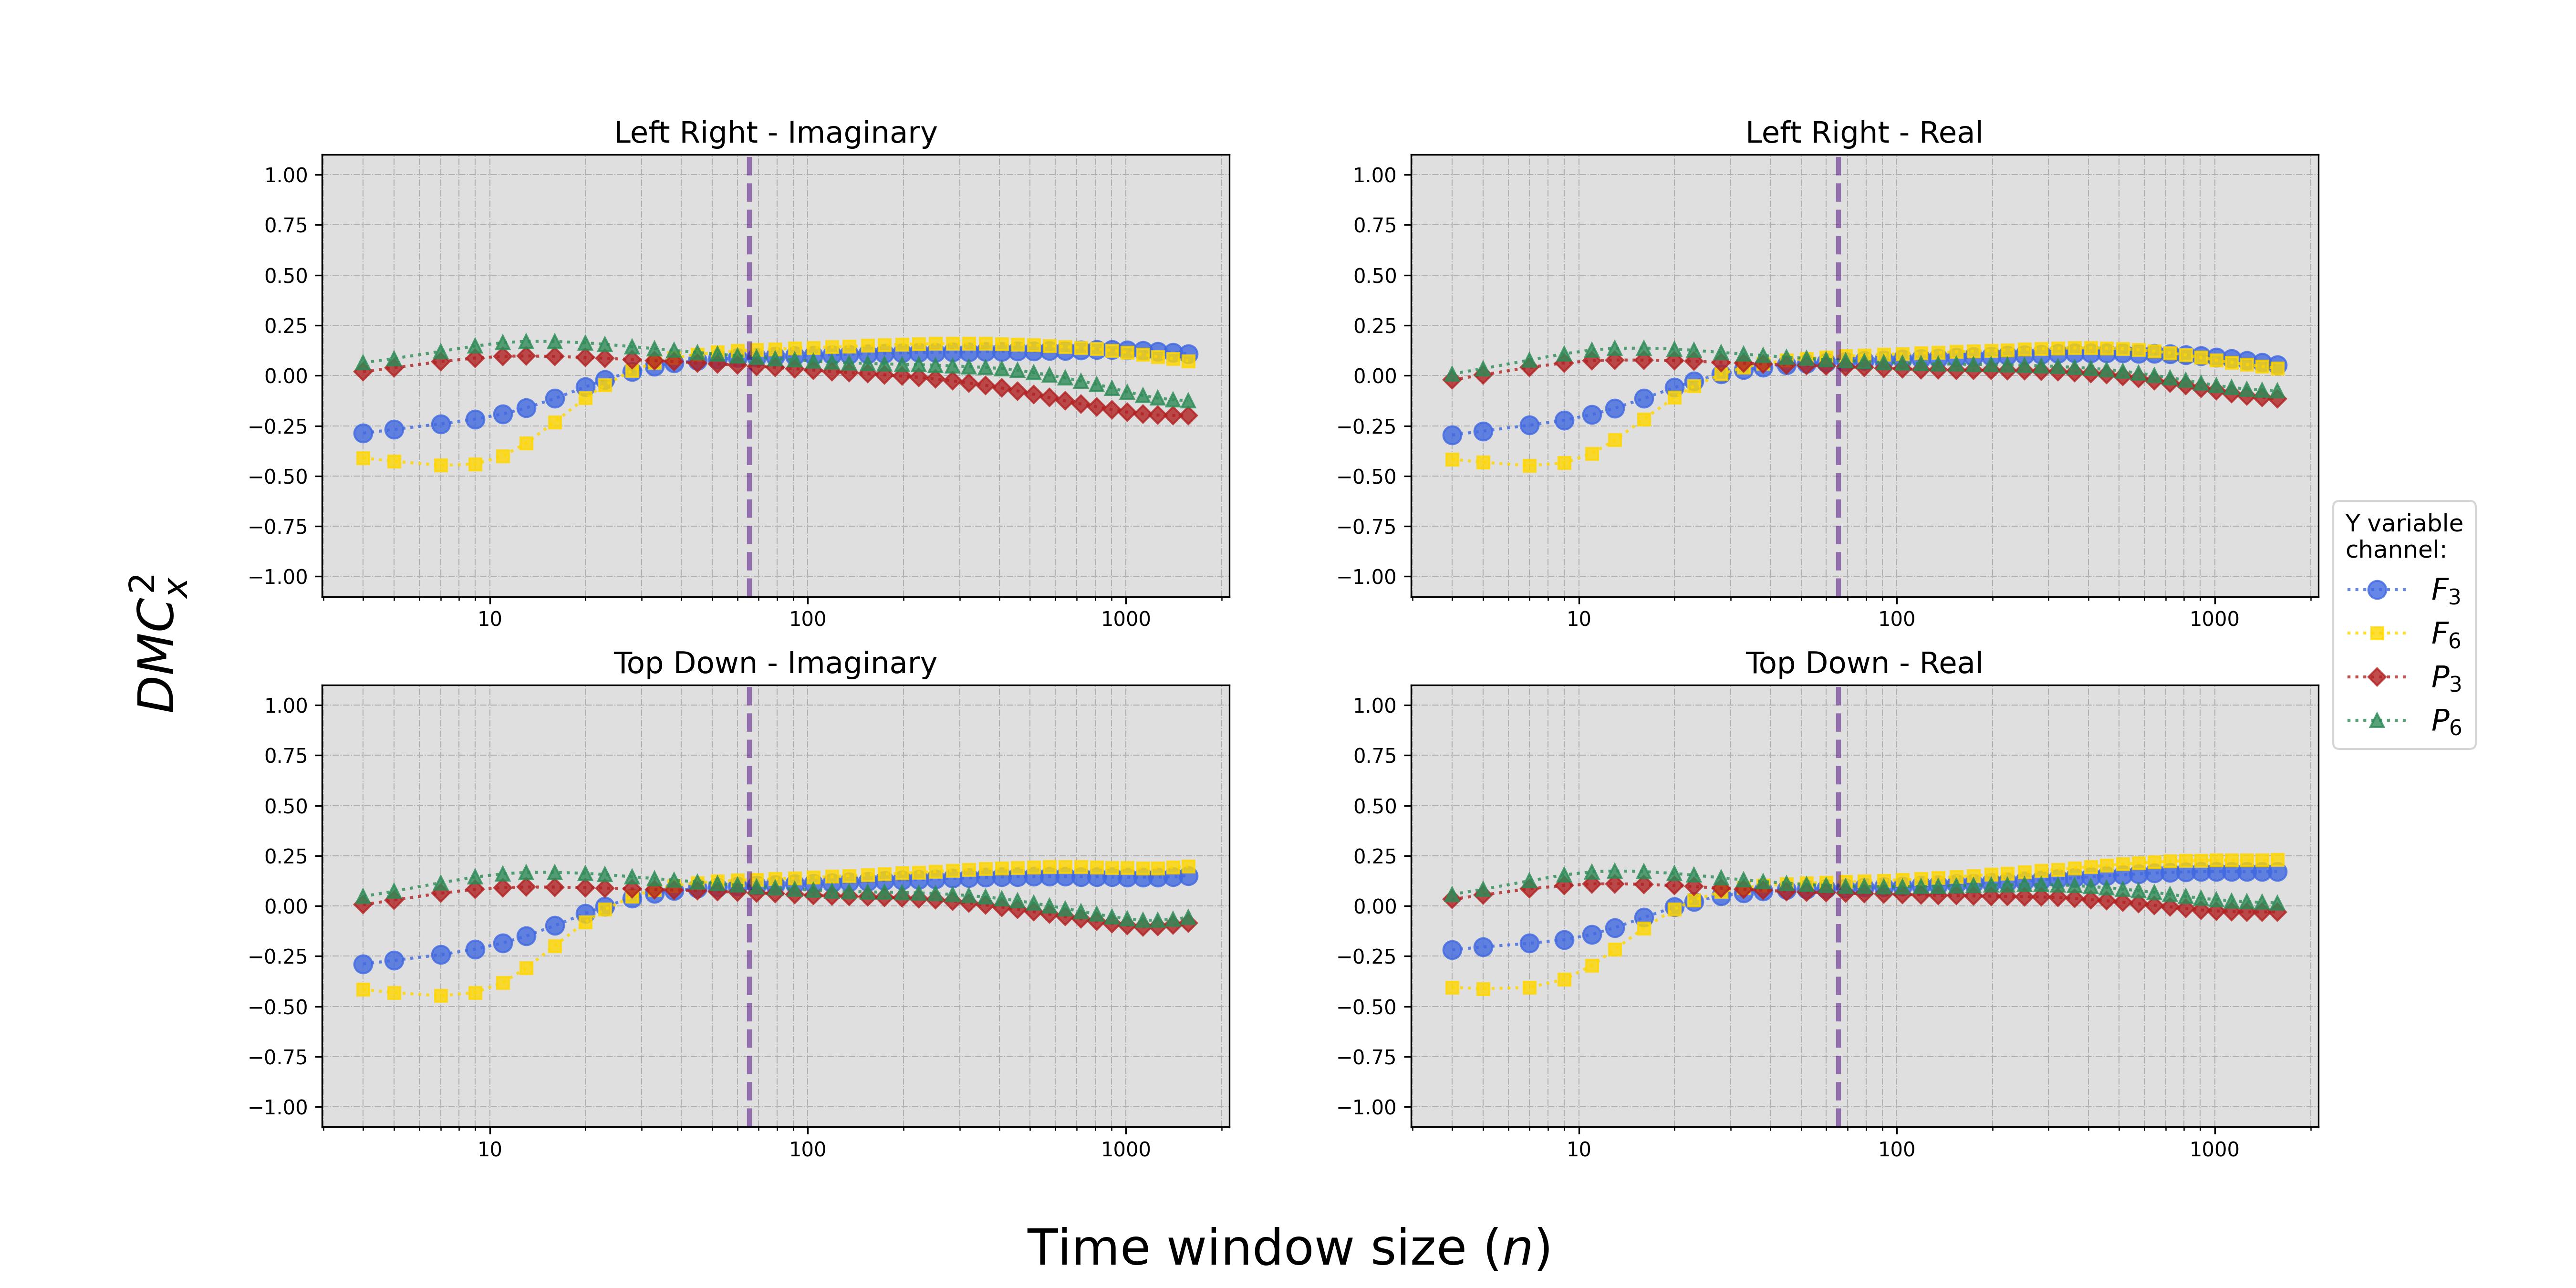 Left Right - Imaginary
1.00
0.75
0.50
0.25
0.00
−0.25
−0.50
−0.75
−1.00
10 100 1000
Left Right - Real
1.00
0.75
0.50
0.25
0.00
−0.25
−0.50
−0.75
−1.00
10 100 1000
Top Down - Imaginary
1.00
0.75
0.50
0.25
0.00
−0.25
−0.50
−0.75
−1.00
10 100 1000
Top Down - Real
1.00
0.75
0.50
0.25
0.00
−0.25
−0.50
−0.75
−1.00
10 100 1000
Y variable
channel:
F₃
F₆
P₃
P₆
DMC²ₓ
Time window size (n)